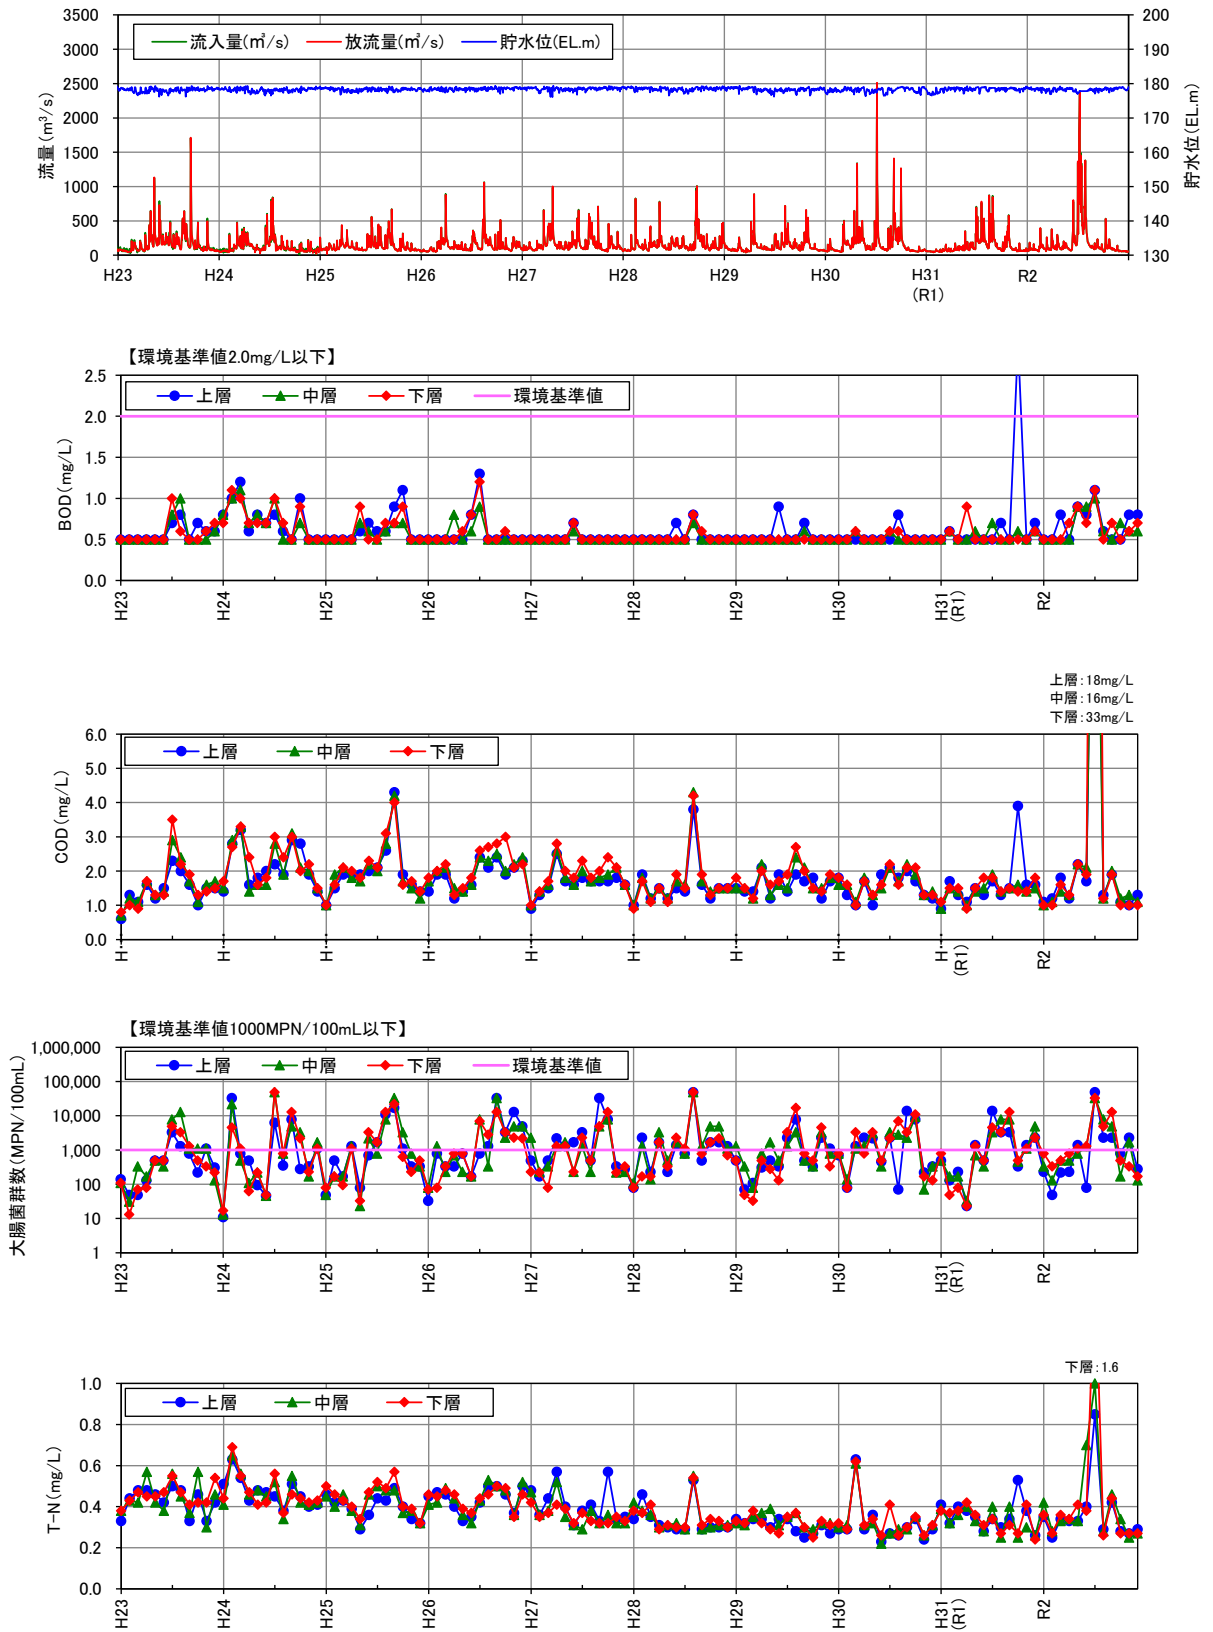 流入量(㎥/s) 放流量(㎥/s) 貯水位(EL.m)
3500
3000
2500
2000
1500
1000
500
0
流量(m³/s)
200
190
180
170
160
150
140
130
貯水位(EL.m)
H23 H24 H25 H26 H27 H28 H29 H30 H31 R2
(R1)
【環境基準値2.0mg/L以下】
上層 中層 下層 環境基準値
2.5
2.0
1.5
1.0
0.5
0.0
BOD(mg/L)
H23 H24 H25 H26 H27 H28 H29 H30 H31 R2
(R1)
上層:18mg/L
中層:16mg/L
下層:33mg/L
上層 中層 下層
6.0
5.0
4.0
3.0
2.0
1.0
0.0
COD(mg/L)
H… H… H… H… H… H… H… H… H… R2
(R1)
【環境基準値1000MPN/100mL以下】
上層 中層 下層 環境基準値
1,000,000
100,000
10,000
1,000
100
10
1
大腸菌群数(MPN/100mL)
H23 H24 H25 H26 H27 H28 H29 H30 H31 R2
(R1)
下層:1.6
上層 中層 下層
1.0
0.8
0.6
0.4
0.2
0.0
T-N(mg/L)
H23 H24 H25 H26 H27 H28 H29 H30 H31 R2
(R1)